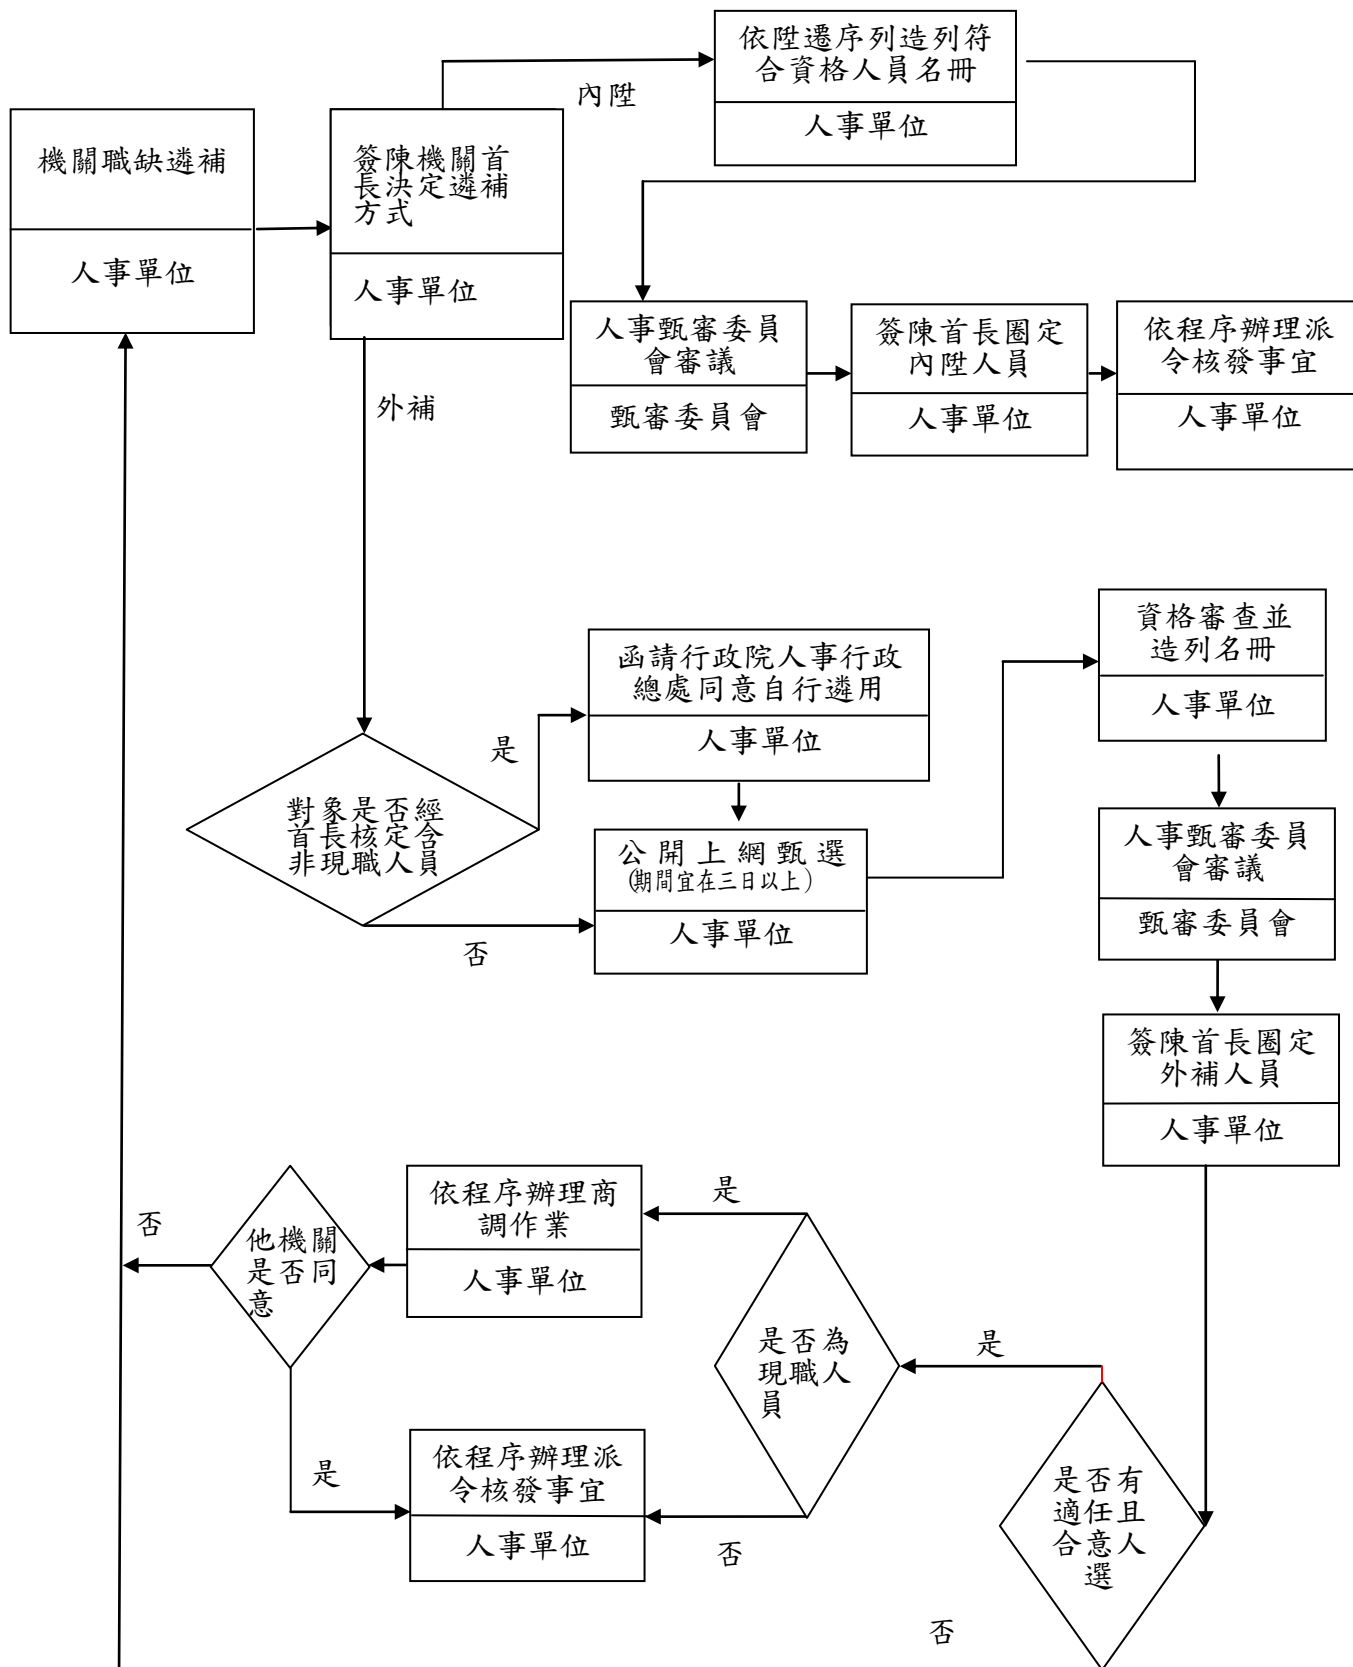 機關職缺遴補
人事單位
簽陳機關首
長決定遴補
方式
人事單位
內陞
依陞遷序列造列符
合資格人員名冊
人事單位
人事甄審委員
會審議
甄審委員會
簽陳首長圈定
內陞人員
人事單位
依程序辦理派
令核發事宜
人事單位
外補
對象是否經
首長核定含
非現職人員
是
函請行政院人事行政
總處同意自行遴用
人事單位
否
公開上網甄選
(期間宜在三日以上)
人事單位
資格審查並
造列名冊
人事單位
人事甄審委員
會審議
甄審委員會
簽陳首長圈定
外補人員
人事單位
是否有
適任且
合意人
選
是
否
是否為
現職人
員
是
依程序辦理商
調作業
人事單位
他機關
是否同
意
否
是
依程序辦理派
令核發事宜
人事單位
否